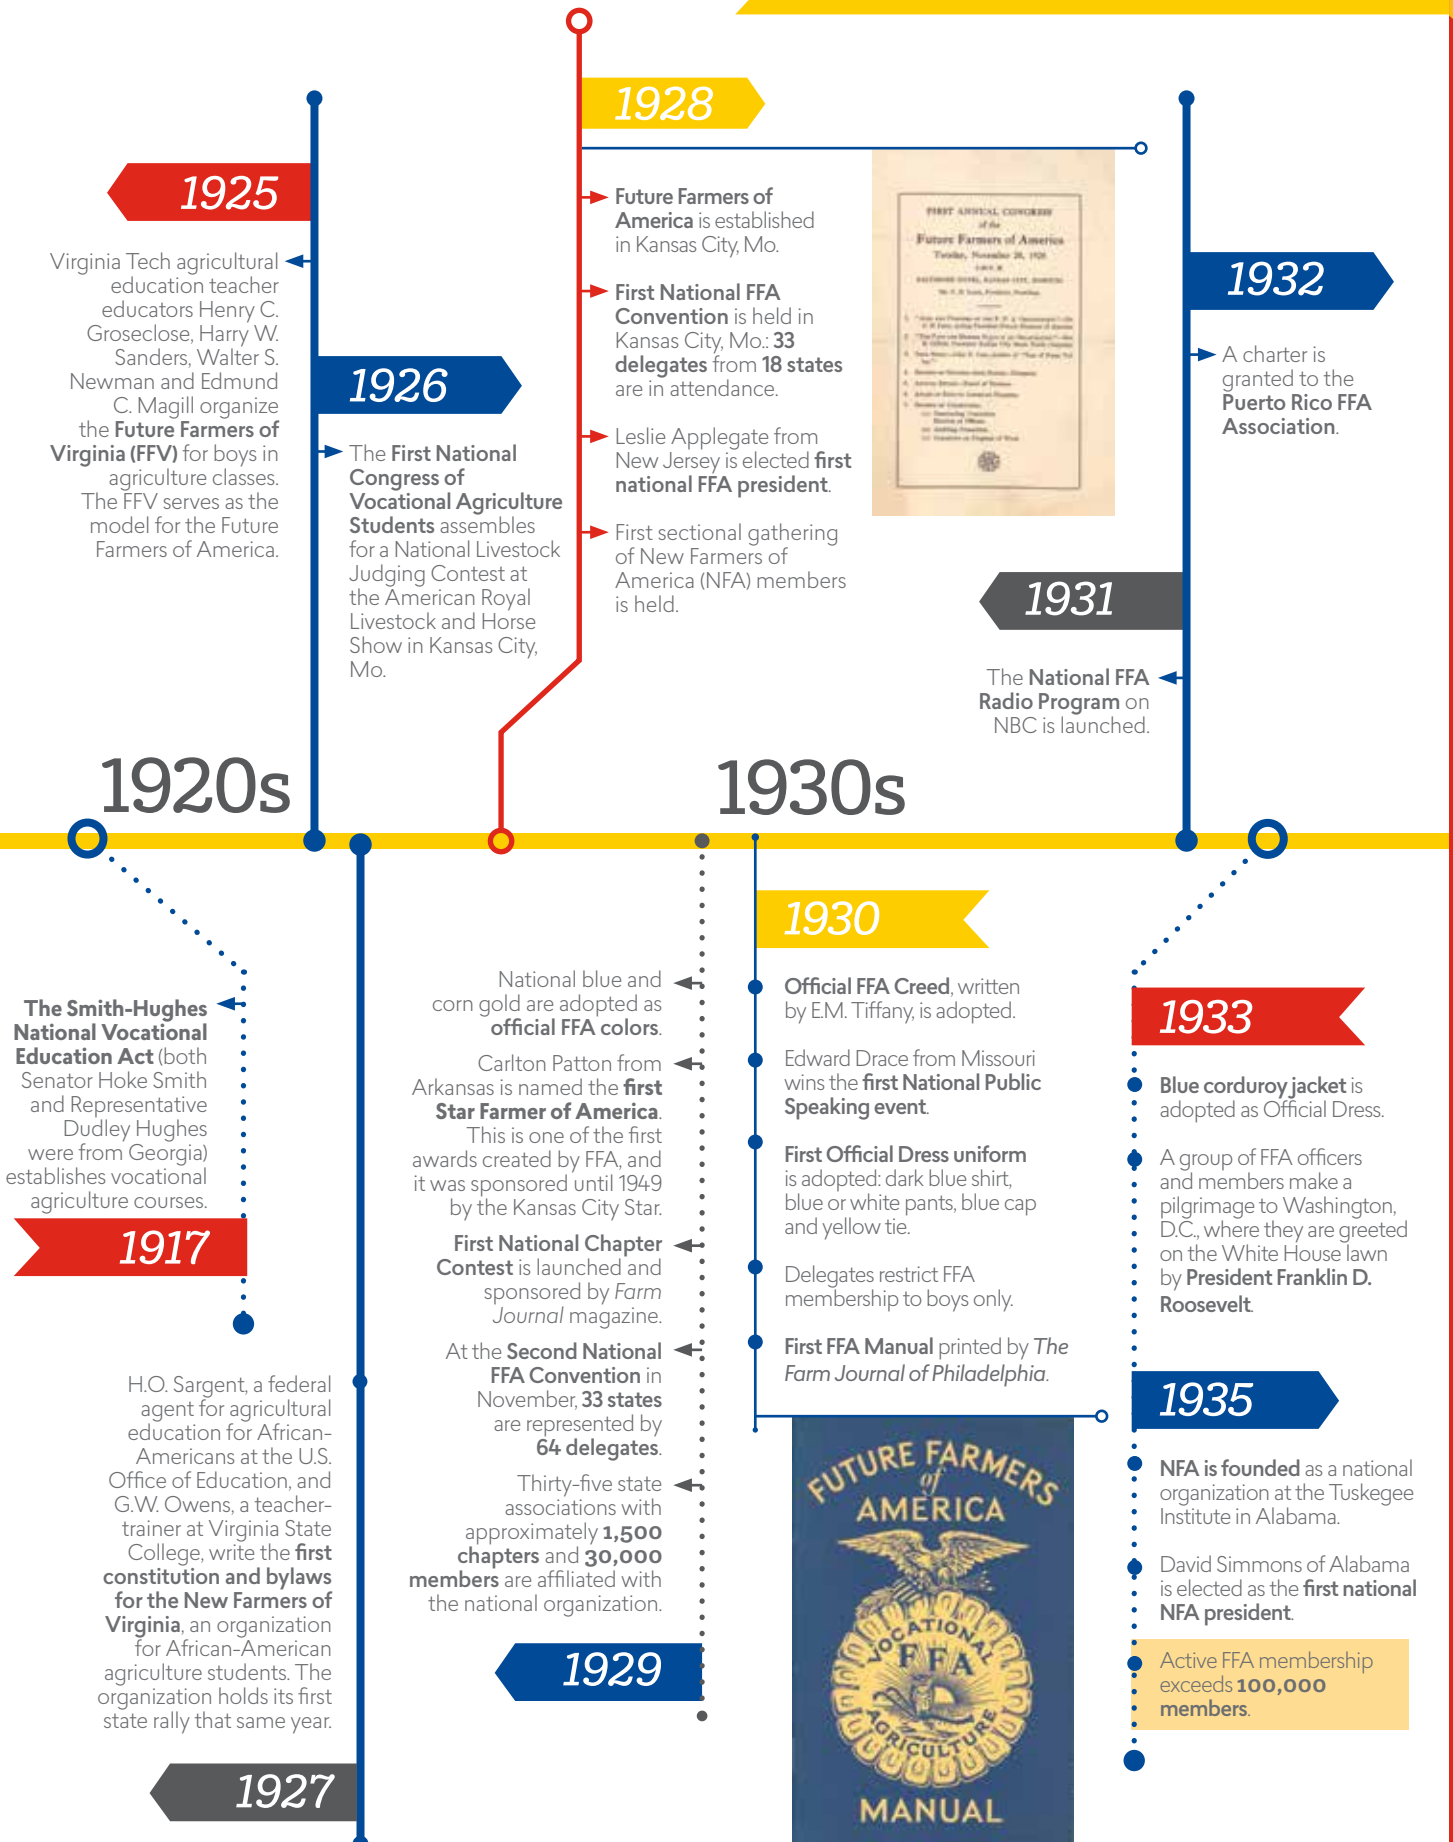 1928
1925
Virginia Tech agricultural
education teacher
educators Henry C.
Groseclose, Harry W.
Sanders, Walter S.
Newman and Edmund
C. Magill organize
the Future Farmers of
Virginia (FFV) for boys in
agriculture classes.
The FFV serves as the
model for the Future
Farmers of America.
1926
The First National
Congress of
Vocational Agriculture
Students assembles
for a National Livestock
Judging Contest at
the American Royal
Livestock and Horse
Show in Kansas City,
Mo.
Future Farmers of
America is established
in Kansas City, Mo.
First National FFA
Convention is held in
Kansas City, Mo.: 33
delegates from 18 states
are in attendance.
Leslie Applegate from
New Jersey is elected first
national FFA president.
First sectional gathering
of New Farmers of
America (NFA) members
is held.
FIRST ANNUAL CONGRESS
of the
Future Farmers of America
Tuesday, November 20, 1928
1932
A charter is
granted to the
Puerto Rico FFA
Association.
1931
The National FFA
Radio Program on
NBC is launched.
1920s
1930s
The Smith-Hughes
National Vocational
Education Act (both
Senator Hoke Smith
and Representative
Dudley Hughes
were from Georgia)
establishes vocational
agriculture courses.
1917
H.O. Sargent, a federal
agent for agricultural
education for African-
Americans at the U.S.
Office of Education, and
G.W. Owens, a teacher-
trainer at Virginia State
College, write the first
constitution and bylaws
for the New Farmers of
Virginia, an organization
for African-American
agriculture students. The
organization holds its first
state rally that same year.
1927
National blue and
corn gold are adopted as
official FFA colors.
Carlton Patton from
Arkansas is named the first
Star Farmer of America.
This is one of the first
awards created by FFA, and
it was sponsored until 1949
by the Kansas City Star.
First National Chapter
Contest is launched and
sponsored by Farm
Journal magazine.
At the Second National
FFA Convention in
November, 33 states
are represented by
64 delegates.
Thirty-five state
associations with
approximately 1,500
chapters and 30,000
members are affiliated with
the national organization.
1929
1930
Official FFA Creed, written
by E.M. Tiffany, is adopted.
Edward Drace from Missouri
wins the first National Public
Speaking event.
First Official Dress uniform
is adopted: dark blue shirt,
blue or white pants, blue cap
and yellow tie.
Delegates restrict FFA
membership to boys only.
First FFA Manual printed by The
Farm Journal of Philadelphia.
FUTURE FARMERS
of
AMERICA
VOCATIONAL
FFA
AGRICULTURE
MANUAL
1933
Blue corduroy jacket is
adopted as Official Dress.
A group of FFA officers
and members make a
pilgrimage to Washington,
D.C., where they are greeted
on the White House lawn
by President Franklin D.
Roosevelt.
1935
NFA is founded as a national
organization at the Tuskegee
Institute in Alabama.
David Simmons of Alabama
is elected as the first national
NFA president.
Active FFA membership
exceeds 100,000
members.